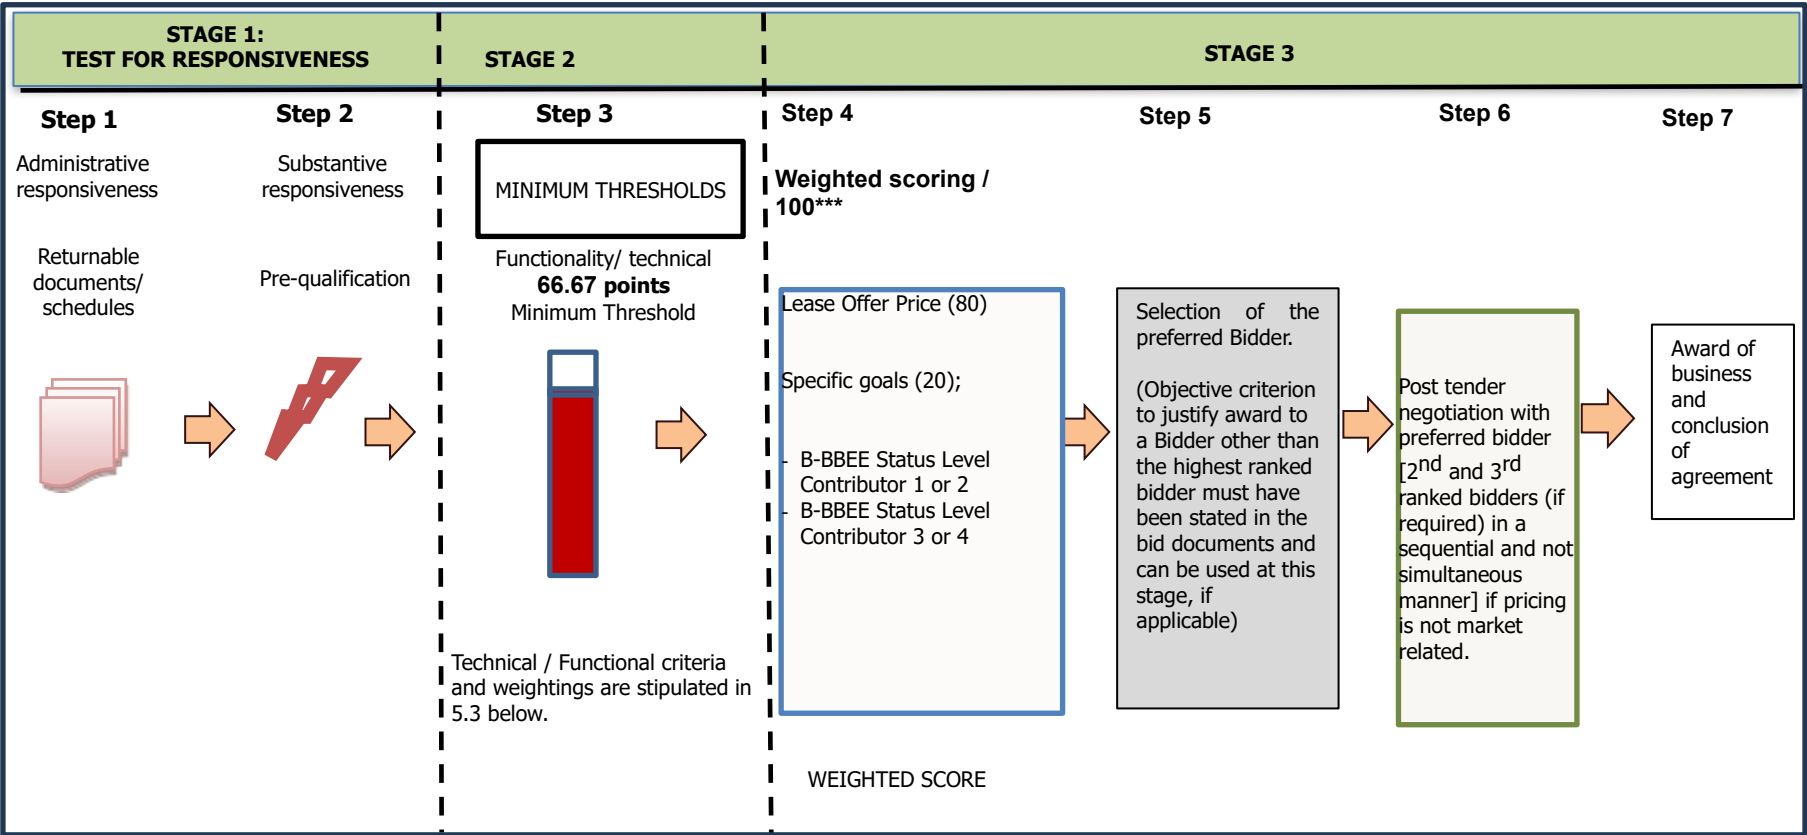 STAGE 1:
TEST FOR RESPONSIVENESS
STAGE 2
STAGE 3
Step 1
Administrative
responsiveness
Returnable
documents/
schedules
Step 2
Substantive
responsiveness
Pre-qualification
Step 3
MINIMUM THRESHOLDS
Functionality/ technical
66.67 points
Minimum Threshold
Technical / Functional criteria
and weightings are stipulated in
5.3 below.
Step 4
Weighted scoring /
100***
Lease Offer Price (80)
Specific goals (20);
- B-BBEE Status Level
Contributor 1 or 2
- B-BBEE Status Level
Contributor 3 or 4
WEIGHTED SCORE
Step 5
Selection of the
preferred Bidder.
(Objective criterion
to justify award to
a Bidder other than
the highest ranked
bidder must have
been stated in the
bid documents and
can be used at this
stage, if
applicable)
Step 6
Post tender
negotiation with
preferred bidder
[2nd and 3rd
ranked bidders (if
required) in a
sequential and not
simultaneous
manner] if pricing
is not market
related.
Step 7
Award of
business
and
conclusion
of
agreement